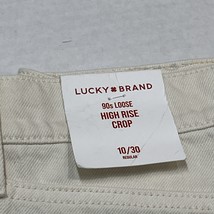 LUCKY BRAND
90s LOOSE
HIGH RISE
CROP
10/30
REGULAR